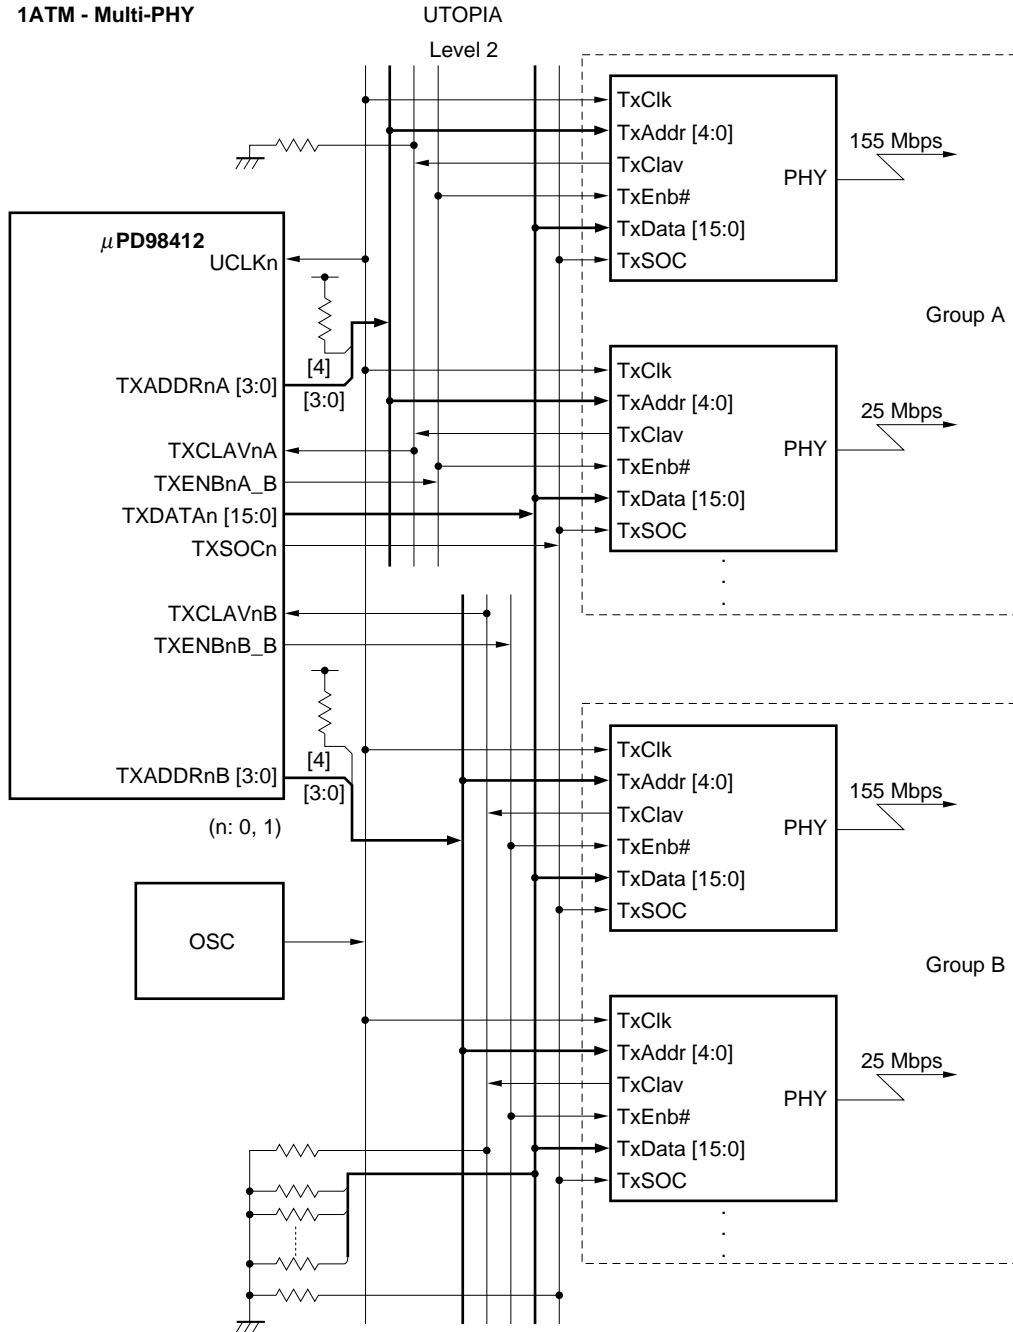 1ATM - Multi-PHY
UTOPIA
Level 2
TxClk
TxAddr [4:0]
TxClav
TxEnb#
TxData [15:0]
TxSOC
PHY
155 Mbps
Group A
TxClk
TxAddr [4:0]
TxClav
TxEnb#
TxData [15:0]
TxSOC
PHY
25 Mbps
.
.
.
μPD98412
UCLKn
TXADDRnA [3:0]
[4]
[3:0]
TXCLAVnA
TXENBnA_B
TXDATAn [15:0]
TXSOCn
TXCLAVnB
TXENBnB_B
TXADDRnB [3:0]
[4]
[3:0]
(n: 0, 1)
OSC
TxClk
TxAddr [4:0]
TxClav
TxEnb#
TxData [15:0]
TxSOC
PHY
155 Mbps
Group B
TxClk
TxAddr [4:0]
TxClav
TxEnb#
TxData [15:0]
TxSOC
PHY
25 Mbps
.
.
.